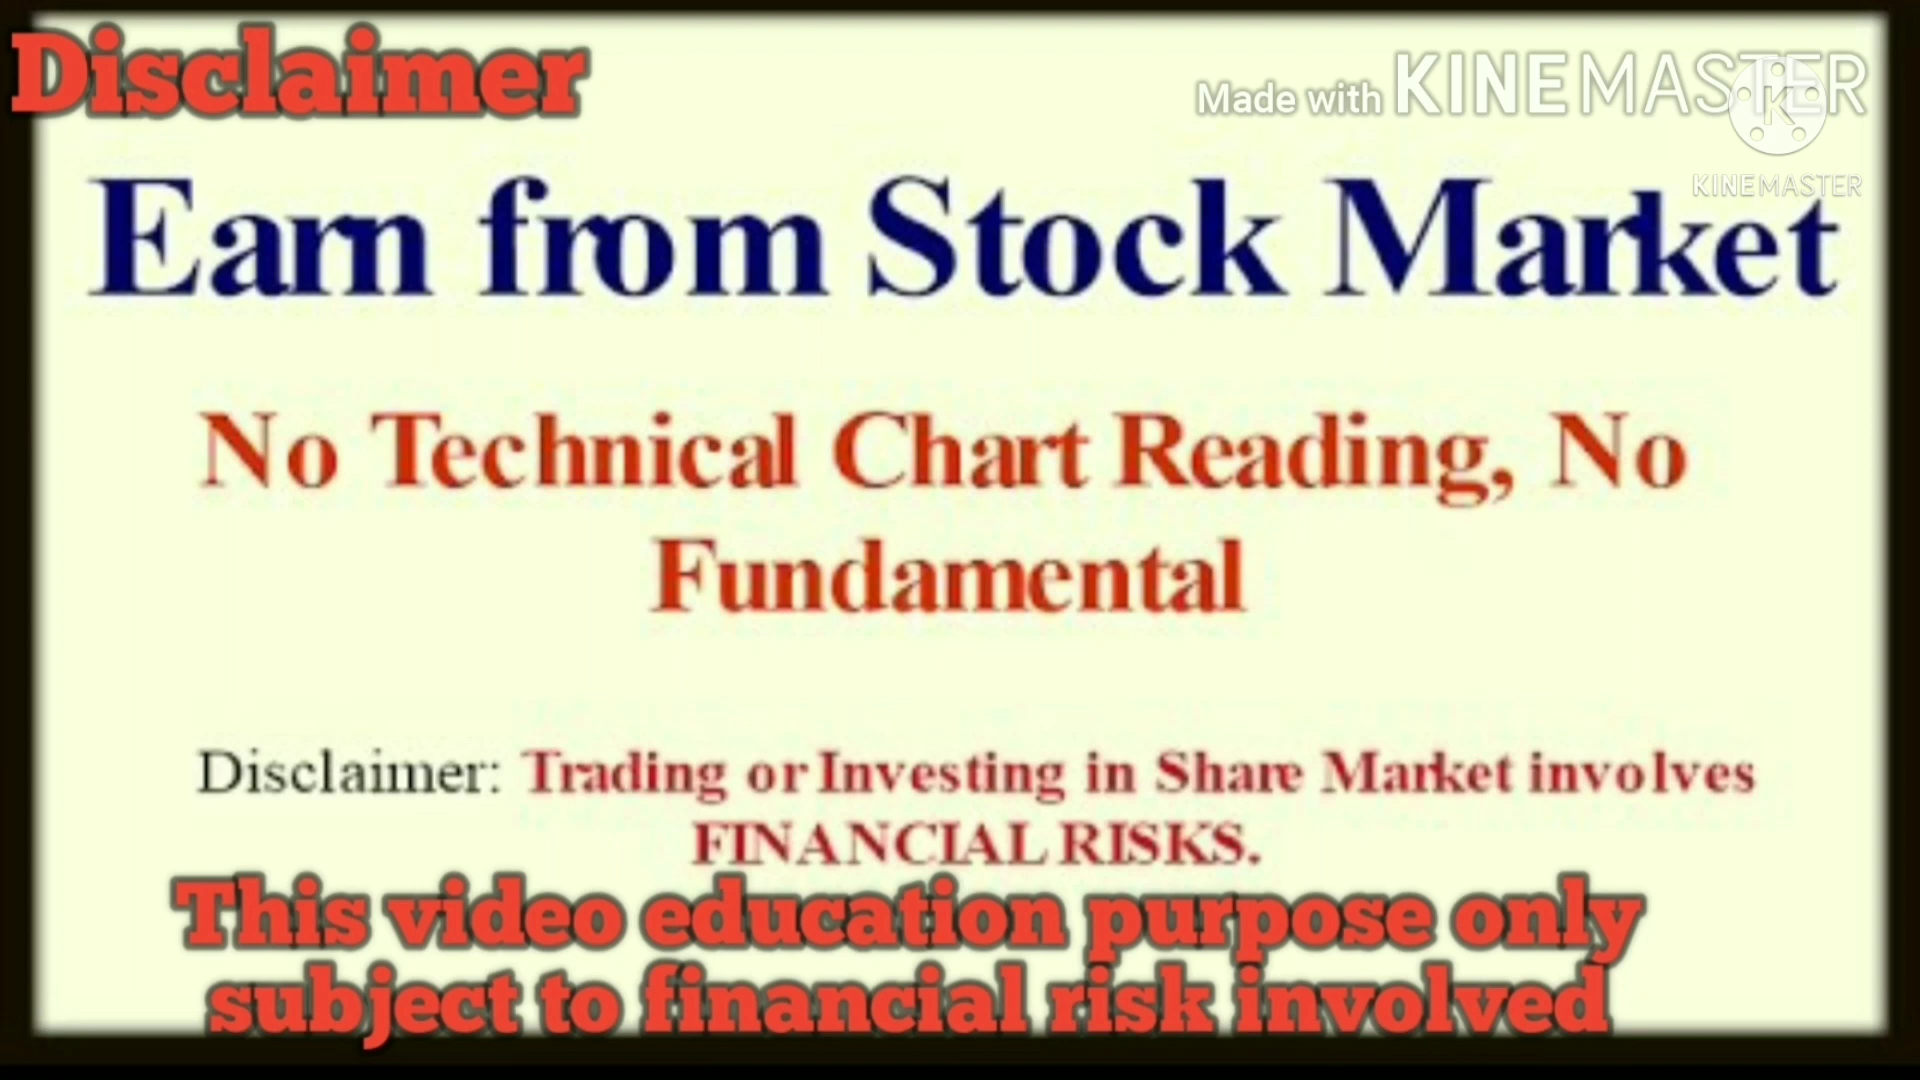 Disclaimer
Made with KINEMASTER
K
KINEMASTER
Earn from Stock Market
No Technical Chart Reading, No
Fundamental
Disclaimer: Trading or Investing in Share Market involves
FINANCIAL RISKS.
This video education purpose only
subject to financial risk involved